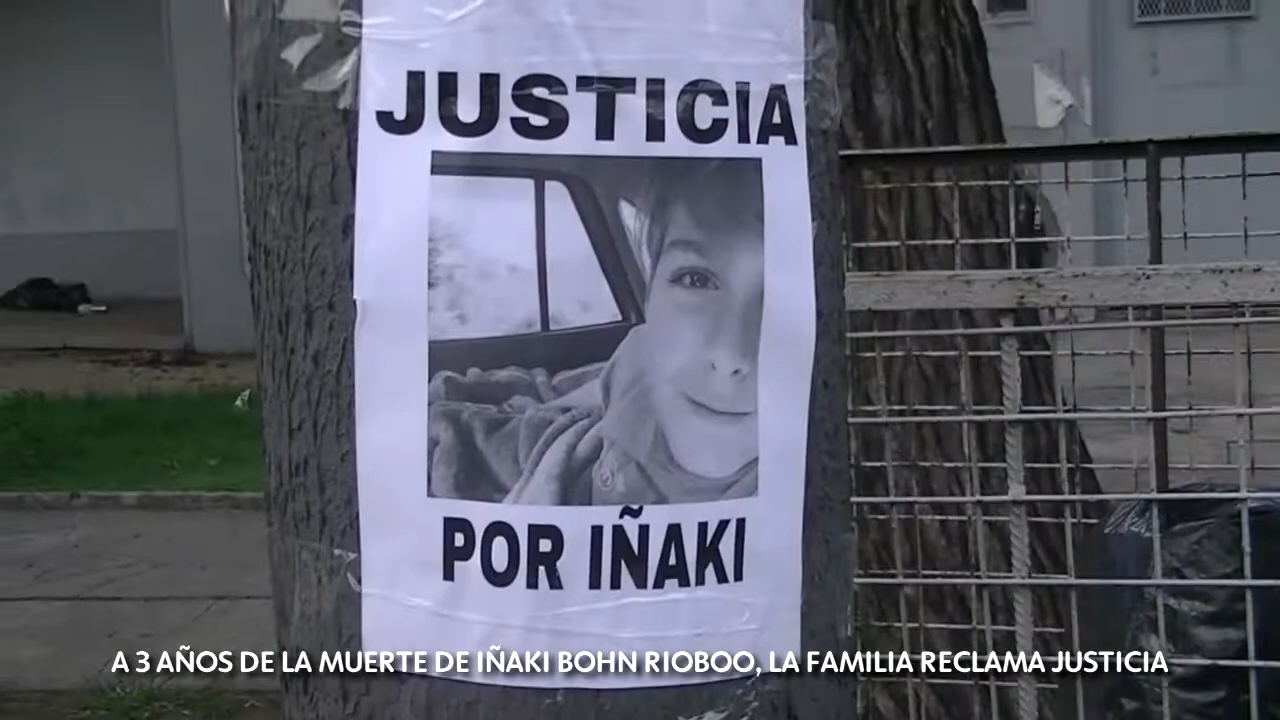 JUSTICIA
POR IÑAKI
A 3 AÑOS DE LA MUERTE DE IÑAKI BOHN RIOBOO, LA FAMILIA RECLAMA JUSTICIA